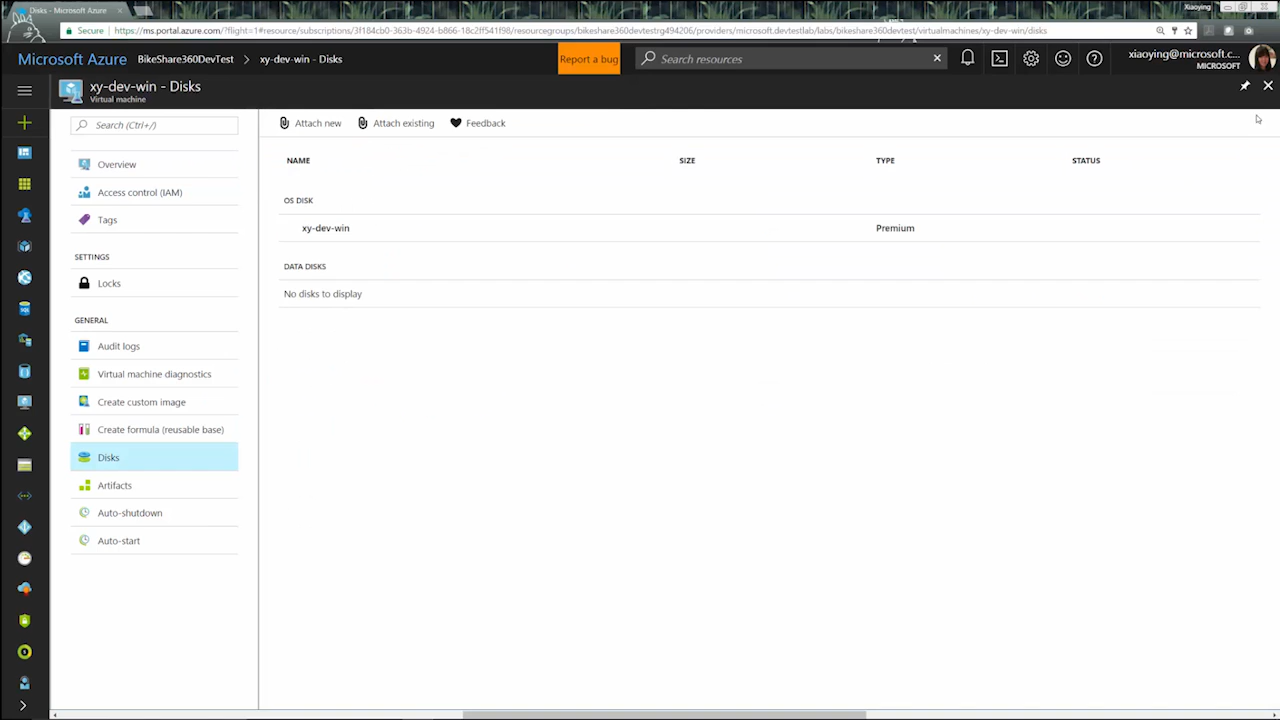 Disks - Microsoft Azure
Xiaoying
Secure
https://ms.portal.azure.com/?flight=1#resource/subscriptions/3f184cb0-363b-4924-b866-18c2ff541f98/resourcegroups/bikeshare360devtestrg494206/providers/microsoft.devtestlab/labs/bikeshare360devtest/virtualmachines/xy-dev-win/disks
Microsoft Azure BikeShare360DevTest xy-dev-win - Disks Report a bug Search resources xiaoying@microsoft.c...
MICROSOFT
xy-dev-win - Disks
Virtual machine
Search (Ctrl+/)
Overview
Access control (IAM)
Tags
SETTINGS
Locks
GENERAL
Audit logs
Virtual machine diagnostics
Create custom image
Create formula (reusable base)
Disks
Artifacts
Auto-shutdown
Auto-start
Attach new Attach existing Feedback
NAME SIZE TYPE STATUS
OS DISK
xy-dev-win Premium
DATA DISKS
No disks to display